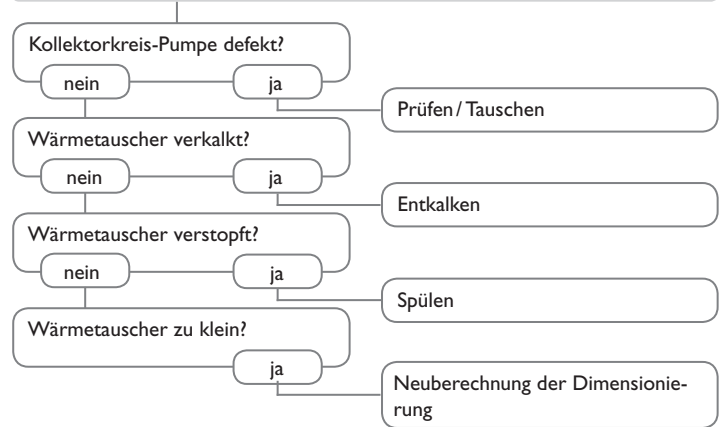 Kollektorkreis-Pumpe defekt?
nein
ja
Prüfen / Tauschen
Wärmetauscher verkalkt?
nein
ja
Entkalken
Wärmetauscher verstopft?
nein
ja
Spülen
Wärmetauscher zu klein?
ja
Neuberechnung der Dimensionie-
rung